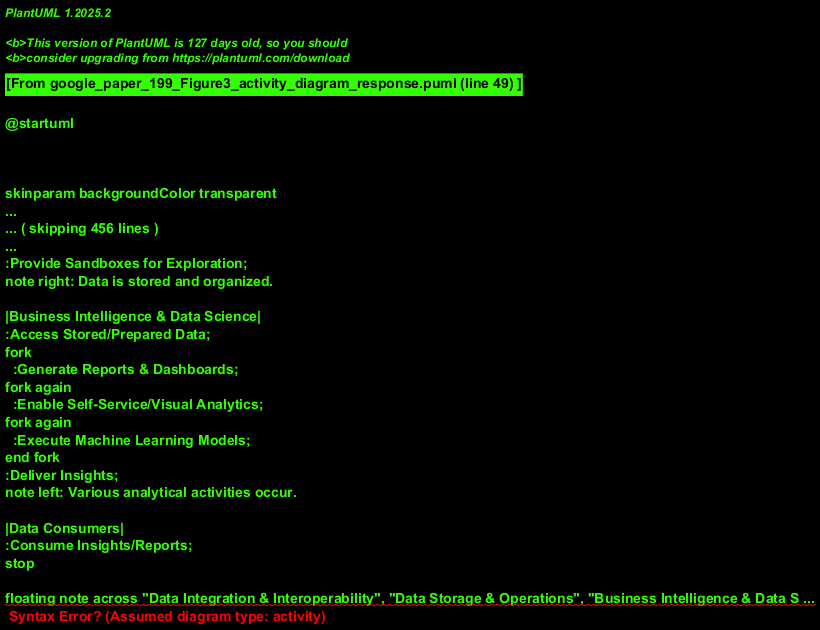 PlantUML 1.2025.2
<b>This version of PlantUML is 127 days old, so you should
<b>consider upgrading from https://plantuml.com/download
[From google_paper_199_Figure3_activity_diagram_response.puml (line 49) ]
@startuml
skinparam backgroundColor transparent
...
... ( skipping 456 lines )
...
:Provide Sandboxes for Exploration;
note right: Data is stored and organized.
|Business Intelligence & Data Science|
:Access Stored/Prepared Data;
fork
:Generate Reports & Dashboards;
fork again
:Enable Self-Service/Visual Analytics;
fork again
:Execute Machine Learning Models;
end fork
:Deliver Insights;
note left: Various analytical activities occur.
|Data Consumers|
:Consume Insights/Reports;
stop
floating note across "Data Integration & Interoperability", "Data Storage & Operations", "Business Intelligence & Data S ...
Syntax Error? (Assumed diagram type: activity)